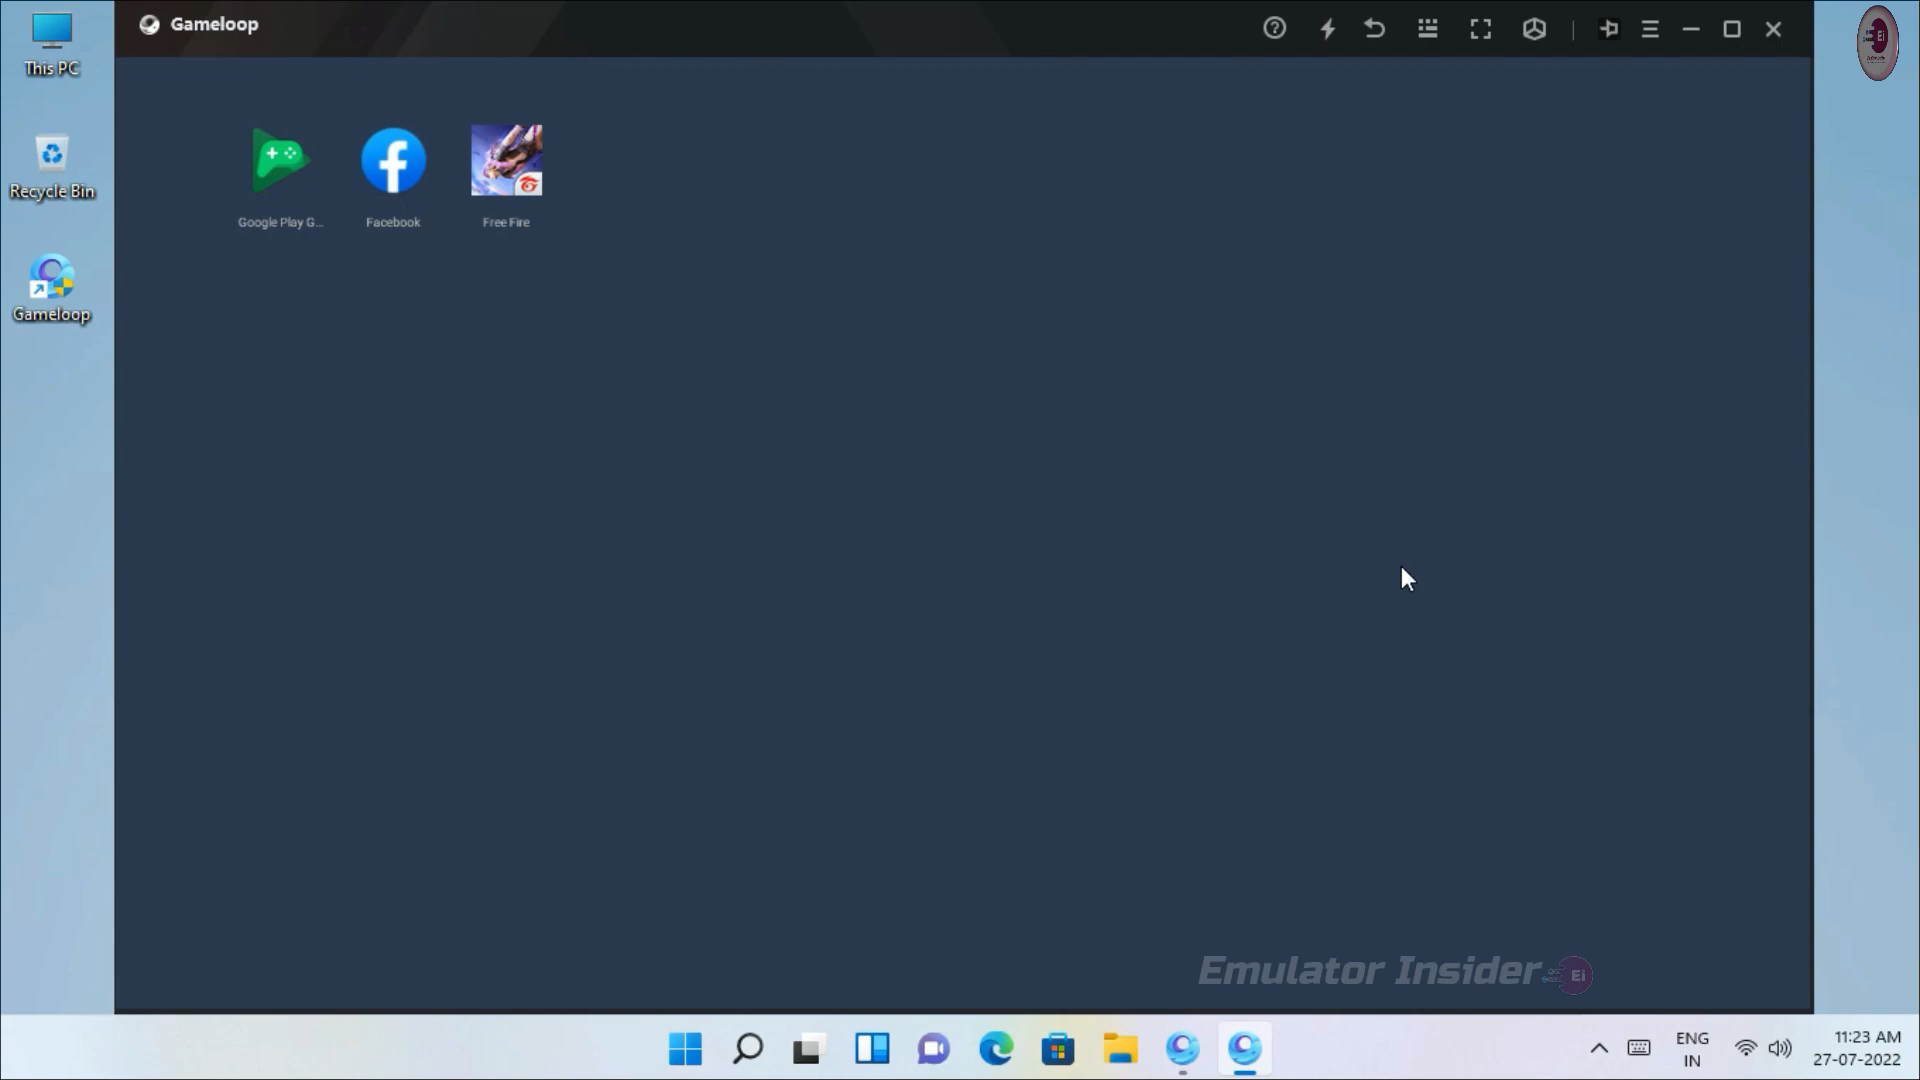 Gameloop
This PC
Recycle Bin
Gameloop
Google Play G...
Facebook
Free Fire
Emulator Insider
Ei
Ei
ENG
IN
11:23 AM
27-07-2022